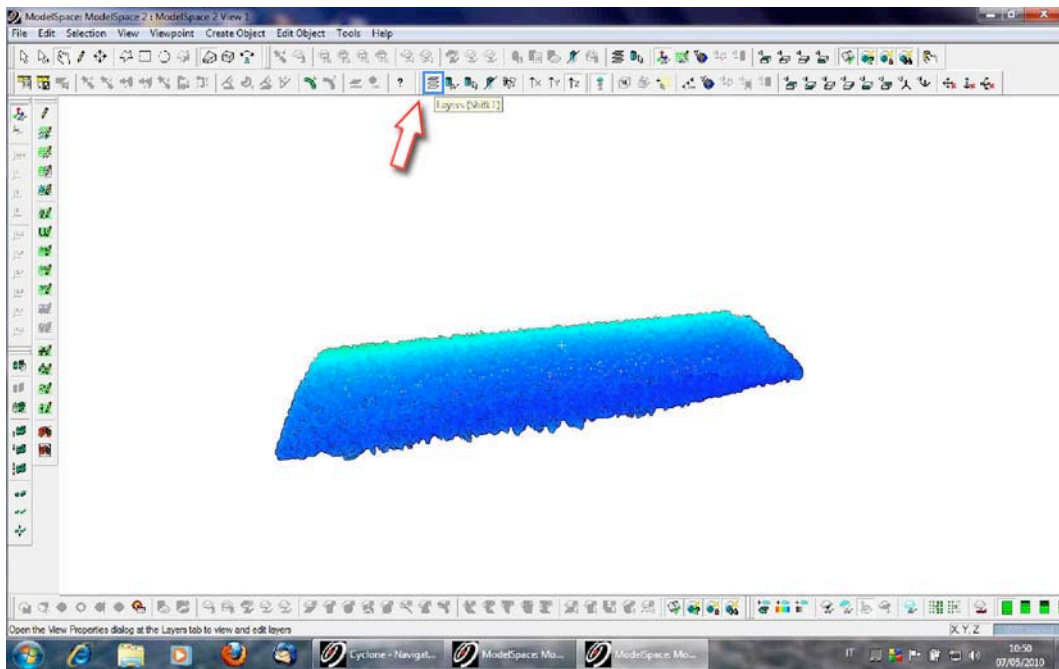 ModelSpace: ModelSpace 2 : ModelSpace 2 View 1
File Edit Selection View Viewpoint Create Object Edit Object Tools Help
?
Layers (Shift L)
Open the View Properties dialog at the Layers tab to view and edit layers
X, Y, Z
Cyclone - Navigat... ModelSpace: Mo... ModelSpace: Mo...
IT
10:50
07/05/2010